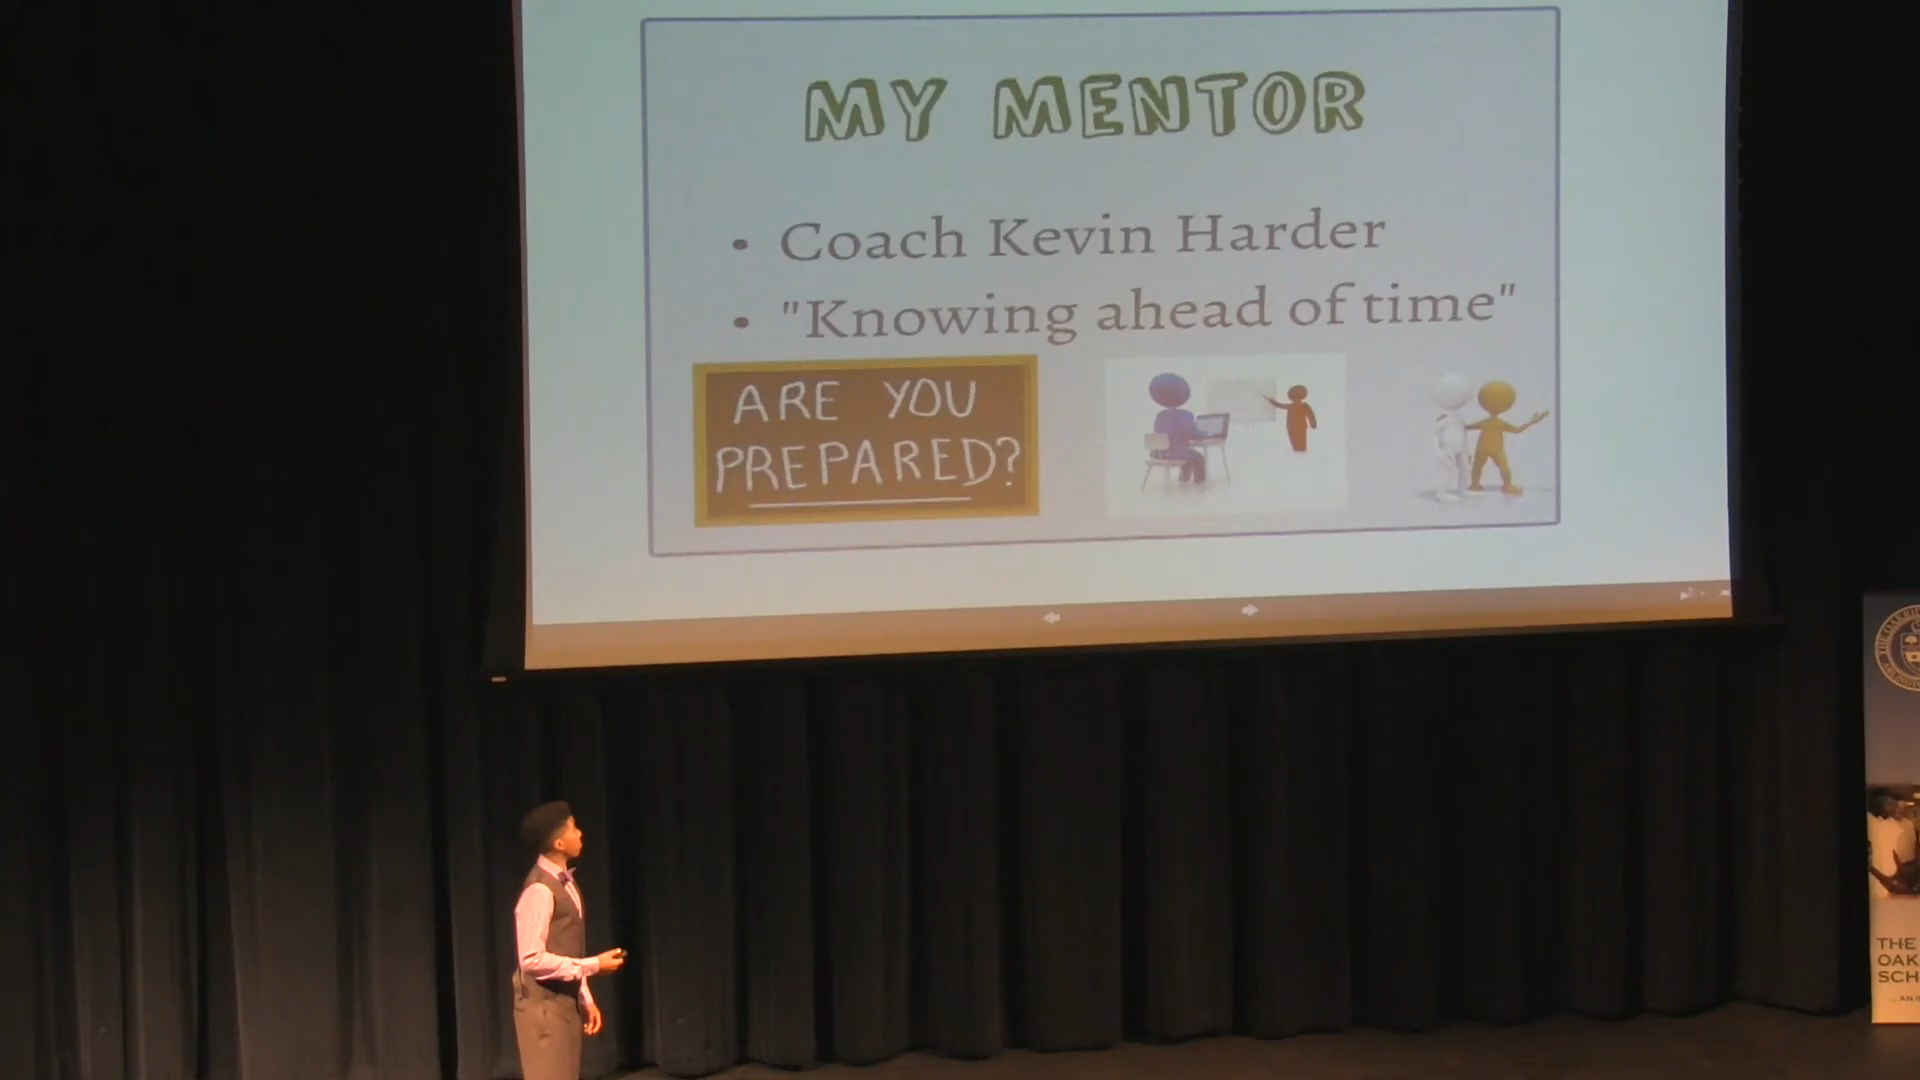 MY MENTOR
• Coach Kevin Harder
• "Knowing ahead of time"
ARE YOU
PREPARED?
THE
OAK
SCH